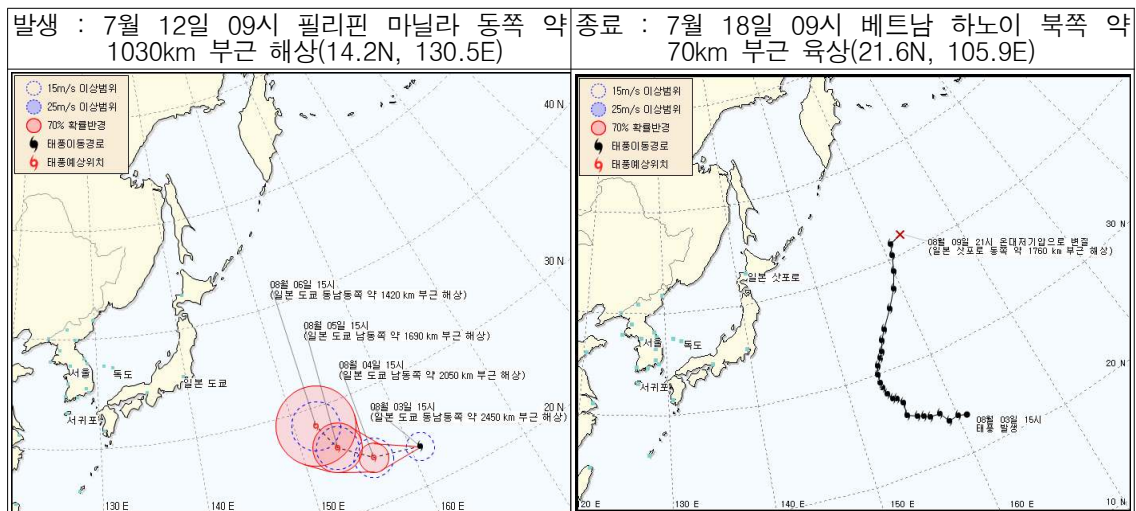 발생 : 7월 12일 09시 필리핀 마닐라 동쪽 약
1030km 부근 해상(14.2N, 130.5E)
종료 : 7월 18일 09시 베트남 하노이 북쪽 약
70km 부근 육상(21.6N, 105.9E)
15m/s 이상범위
25m/s 이상범위
70% 확률반경
태풍이동경로
태풍예상위치
40 N
30 N
20 N
08월 06일 15시
(일본 도쿄 동남동쪽 약 1420 km 부근 해상)
08월 05일 15시
(일본 도쿄 남동쪽 약 1690 km 부근 해상)
08월 04일 15시
(일본 도쿄 남동쪽 약 2050 km 부근 해상)
08월 03일 15시
(일본 도쿄 동남동쪽 약 2450 km 부근 해상)
서울
독도
서귀포
일본 도쿄
130 E
140 E
150 E
160 E
15m/s 이상범위
25m/s 이상범위
70% 확률반경
태풍이동경로
태풍예상위치
08월 09일 21시 온대저기압으로 변질
(일본 삿포로 동쪽 약 1760 km 부근 해상)
일본 삿포로
서울
독도
서귀포
08월 03일 15시
태풍 발생
40 N
30 N
20 N
10 N
120 E
130 E
140 E
150 E
160 E